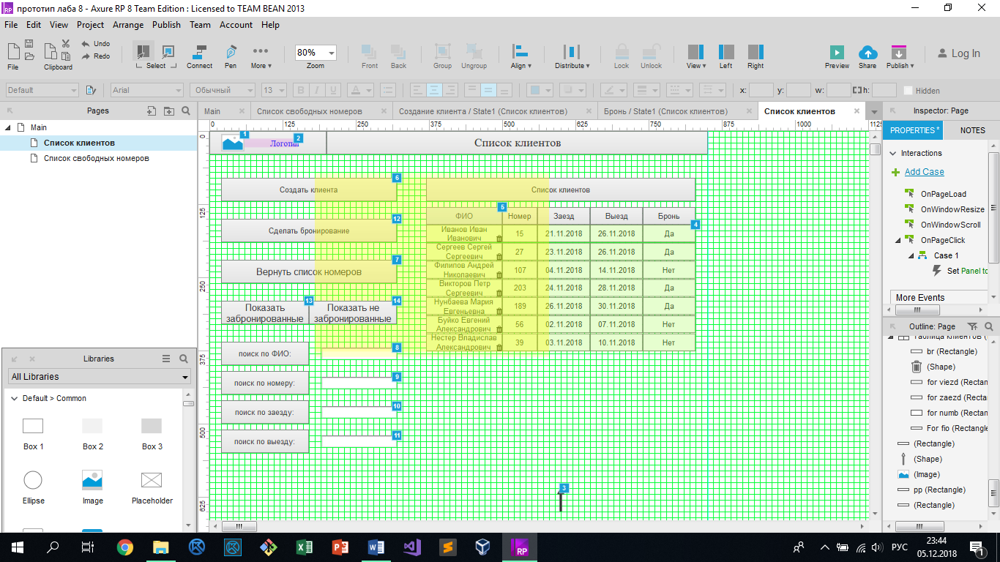 прототип лаба 8 - Axure RP 8 Team Edition : Licensed to TEAM BEAN 2013
File Edit View Project Arrange Publish Team Account Help
Undo
Redo
80%
Log In
File Clipboard Select Connect Pen More Zoom Front Back Group Ungroup Align Distribute Lock Unlock View Left Right Preview Share Publish
Default Arial Обычный 13 B I U A x: y: w: h: Hidden
Pages
Main
Список клиентов
Список свободных номеров
Main Список свободных номеров Создание клиента / State1 (Список клиентов) Бронь / State1 (Список клиентов) Список клиентов
0 125 250 375 500 625 750 875 1000 1125
0
125
250
375
500
625
1 2
Логотип
Список клиентов
6
Создать клиента
Список клиентов
5
12
4
ФИО Номер Заезд Выезд Бронь
Сделать бронирование
Иванов Иван Иванович 15 21.11.2018 26.11.2018 Да
Сергеев Сергей Сергеевич 27 23.11.2018 26.11.2018 Да
7
Вернуть список номеров
Филипов Андрей Николаевич 107 04.11.2018 14.11.2018 Нет
Викторов Петр Сергеевич 203 24.11.2018 28.11.2018 Да
13 14
Показать забронированные
Показать не забронированные
Нунбаева Мария Евгеньевна 189 26.11.2018 30.11.2018 Да
Буйко Евгений Александрович 56 02.11.2018 07.11.2018 Нет
Нестер Владислав Александрович 39 03.11.2018 10.11.2018 Нет
поиск по ФИО: 8
поиск по номеру: 9
поиск по заезду: 10
поиск по выезду: 11
3
Libraries
All Libraries
Default > Common
Box 1 Box 2 Box 3
Ellipse Image Placeholder
Inspector: Page
PROPERTIES * NOTES
Interactions
Add Case
OnPageLoad
OnWindowResize
OnWindowScroll
OnPageClick
Case 1
Set Panel to
More Events
Outline: Page
Таблица клиентов (
br (Rectangle)
(Shape)
for viezd (Rectan
for zaezd (Recta
for numb (Rectan
For fio (Rectangle
(Rectangle)
(Shape)
(Image)
pp (Rectangle)
(Rectangle)
RP
РУС
23:44
05.12.2018
1